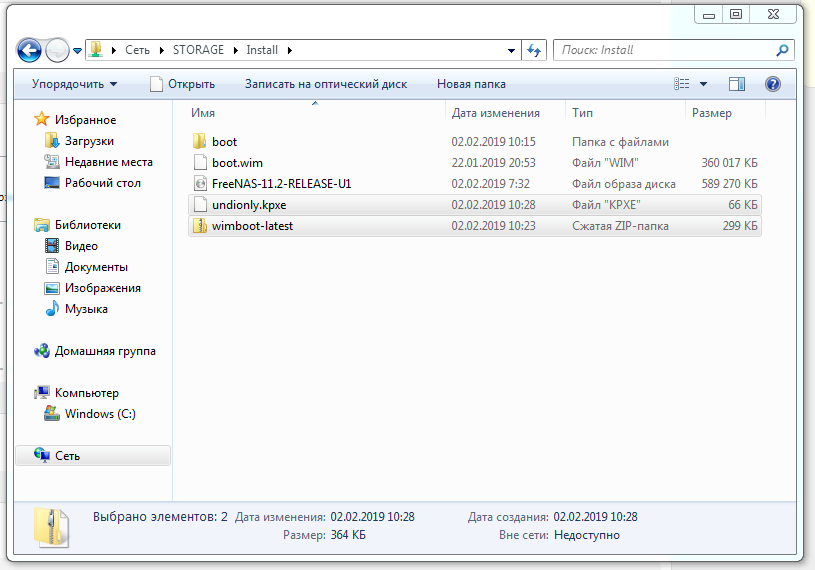 Сеть STORAGE Install Поиск: Install
Упорядочить Открыть Записать на оптический диск Новая папка
Избранное
Загрузки
Недавние места
Рабочий стол
Библиотеки
Видео
Документы
Изображения
Музыка
Домашняя группа
Компьютер
Windows (C:)
Сеть
Имя Дата изменения Тип Размер
boot 02.02.2019 10:15 Папка с файлами
boot.wim 22.01.2019 20:53 Файл "WIM" 360 017 КБ
FreeNAS-11.2-RELEASE-U1 02.02.2019 7:32 Файл образа диска 589 270 КБ
undionly.kpxe 02.02.2019 10:28 Файл "KPXE" 66 КБ
wimboot-latest 02.02.2019 10:23 Сжатая ZIP-папка 299 КБ
Выбрано элементов: 2 Дата изменения: 02.02.2019 10:28 Дата создания: 02.02.2019 10:28
Размер: 364 КБ Вне сети: Недоступно